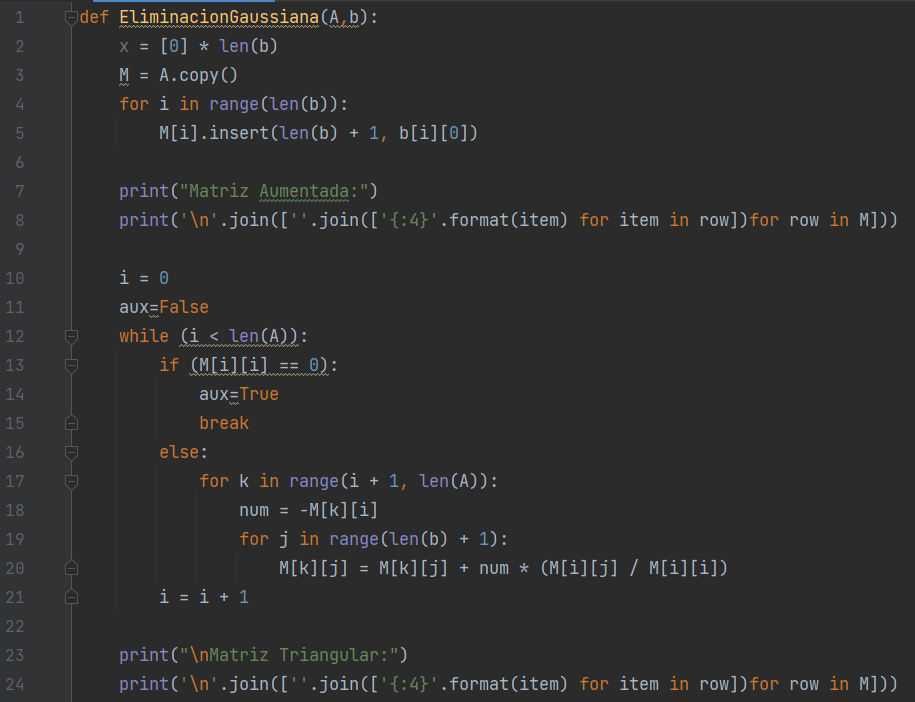 1 def EliminacionGaussiana(A,b):
2     x = [0] * len(b)
3     M = A.copy()
4     for i in range(len(b)):
5         M[i].insert(len(b) + 1, b[i][0])
6
7     print("Matriz Aumentada:")
8     print('\n'.join([''.join(['{:4}'.format(item) for item in row])for row in M]))
9
10     i = 0
11     aux=False
12     while (i < len(A)):
13         if (M[i][i] == 0):
14             aux=True
15             break
16         else:
17             for k in range(i + 1, len(A)):
18                 num = -M[k][i]
19                 for j in range(len(b) + 1):
20                     M[k][j] = M[k][j] + num * (M[i][j] / M[i][i])
21         i = i + 1
22
23     print("\nMatriz Triangular:")
24     print('\n'.join([''.join(['{:4}'.format(item) for item in row])for row in M]))